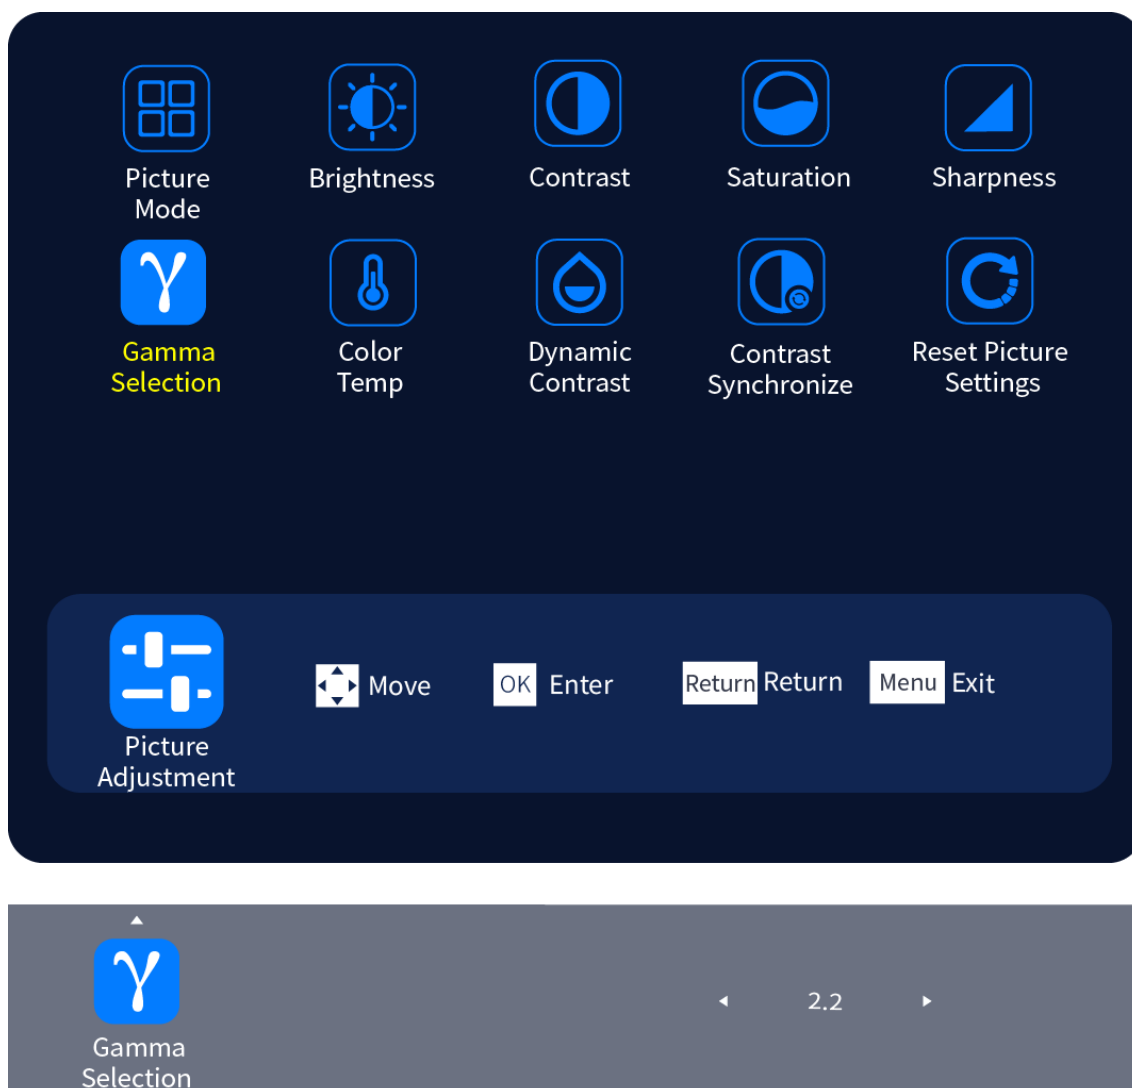 Picture
Mode
Brightness
Contrast
Saturation
Sharpness
γ
Gamma
Selection
Color
Temp
Dynamic
Contrast
Contrast
Synchronize
Reset Picture
Settings
Picture
Adjustment
Move
OK Enter
Return Return
Menu Exit
γ
Gamma
Selection
2.2